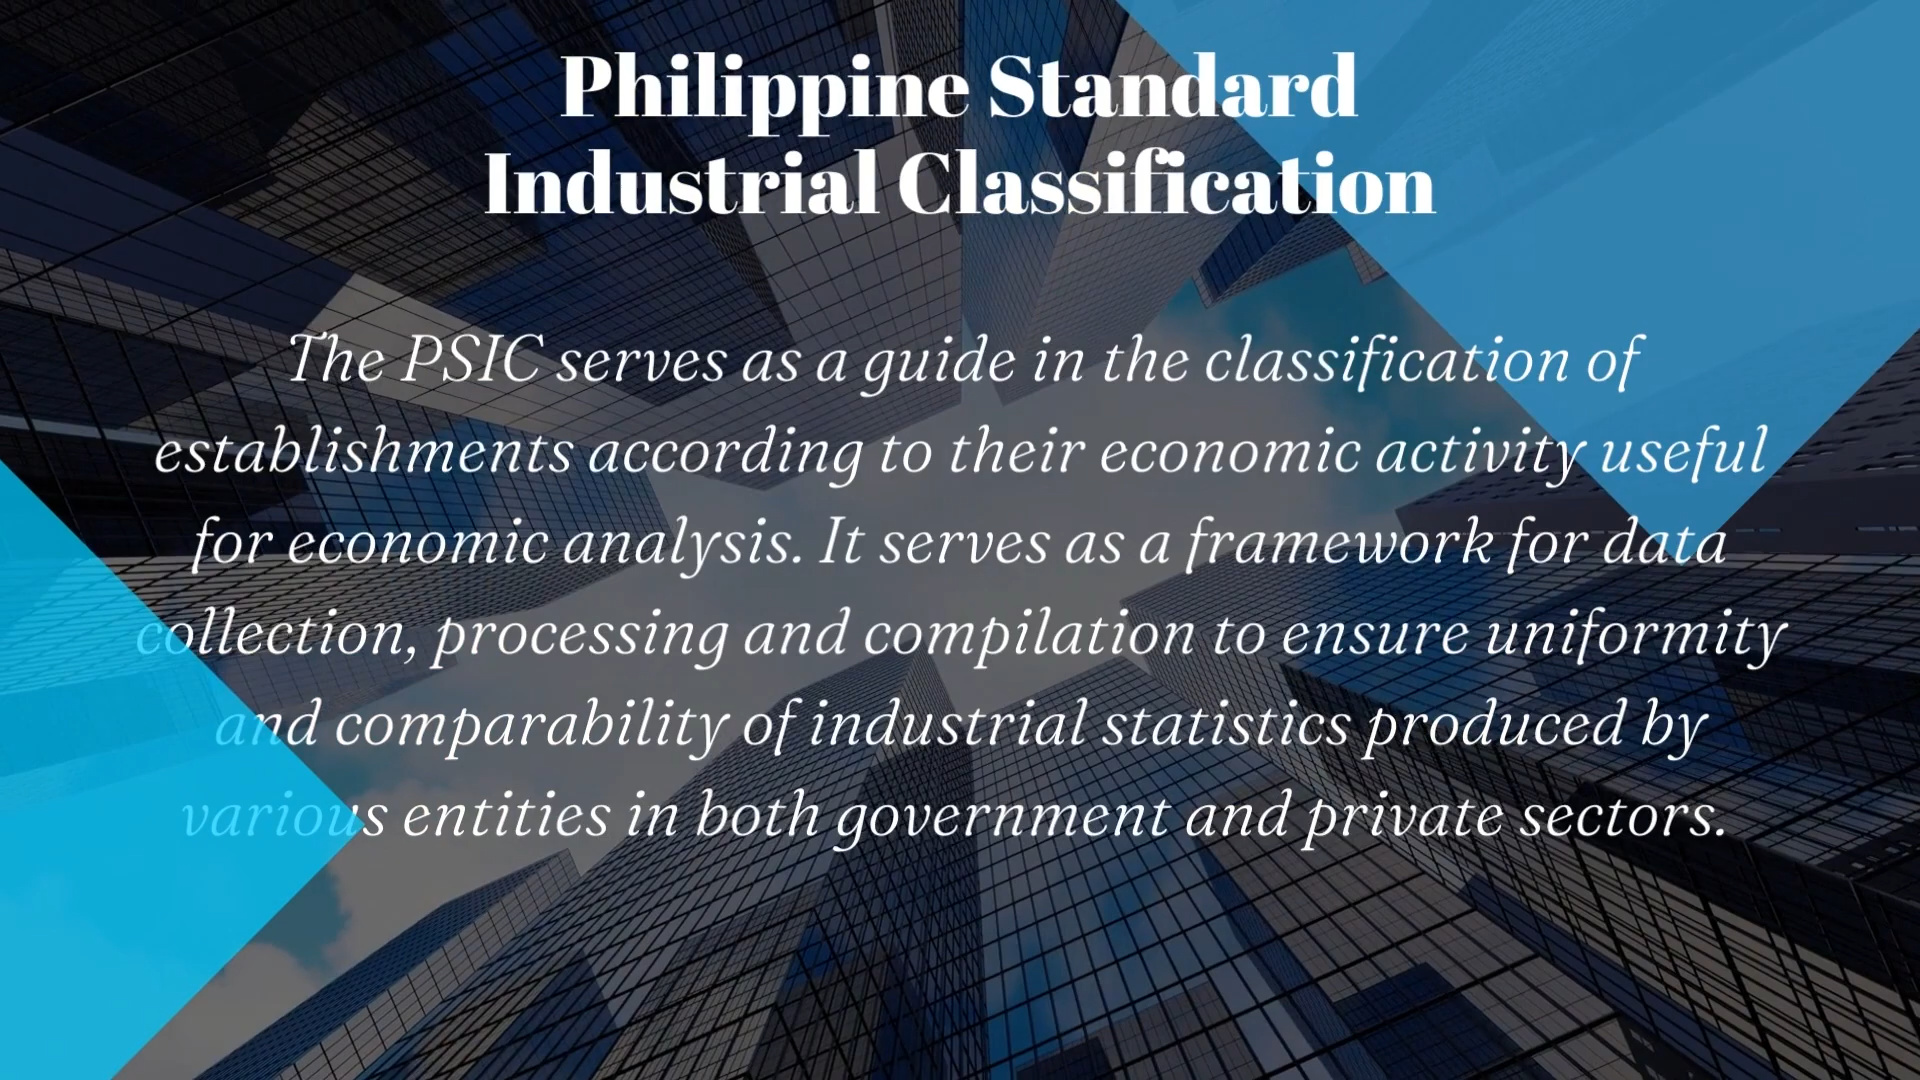 Philippine Standard
Industrial Classification
The PSIC serves as a guide in the classification of
establishments according to their economic activity useful
for economic analysis. It serves as a framework for data
collection, processing and compilation to ensure uniformity
and comparability of industrial statistics produced by
various entities in both government and private sectors.